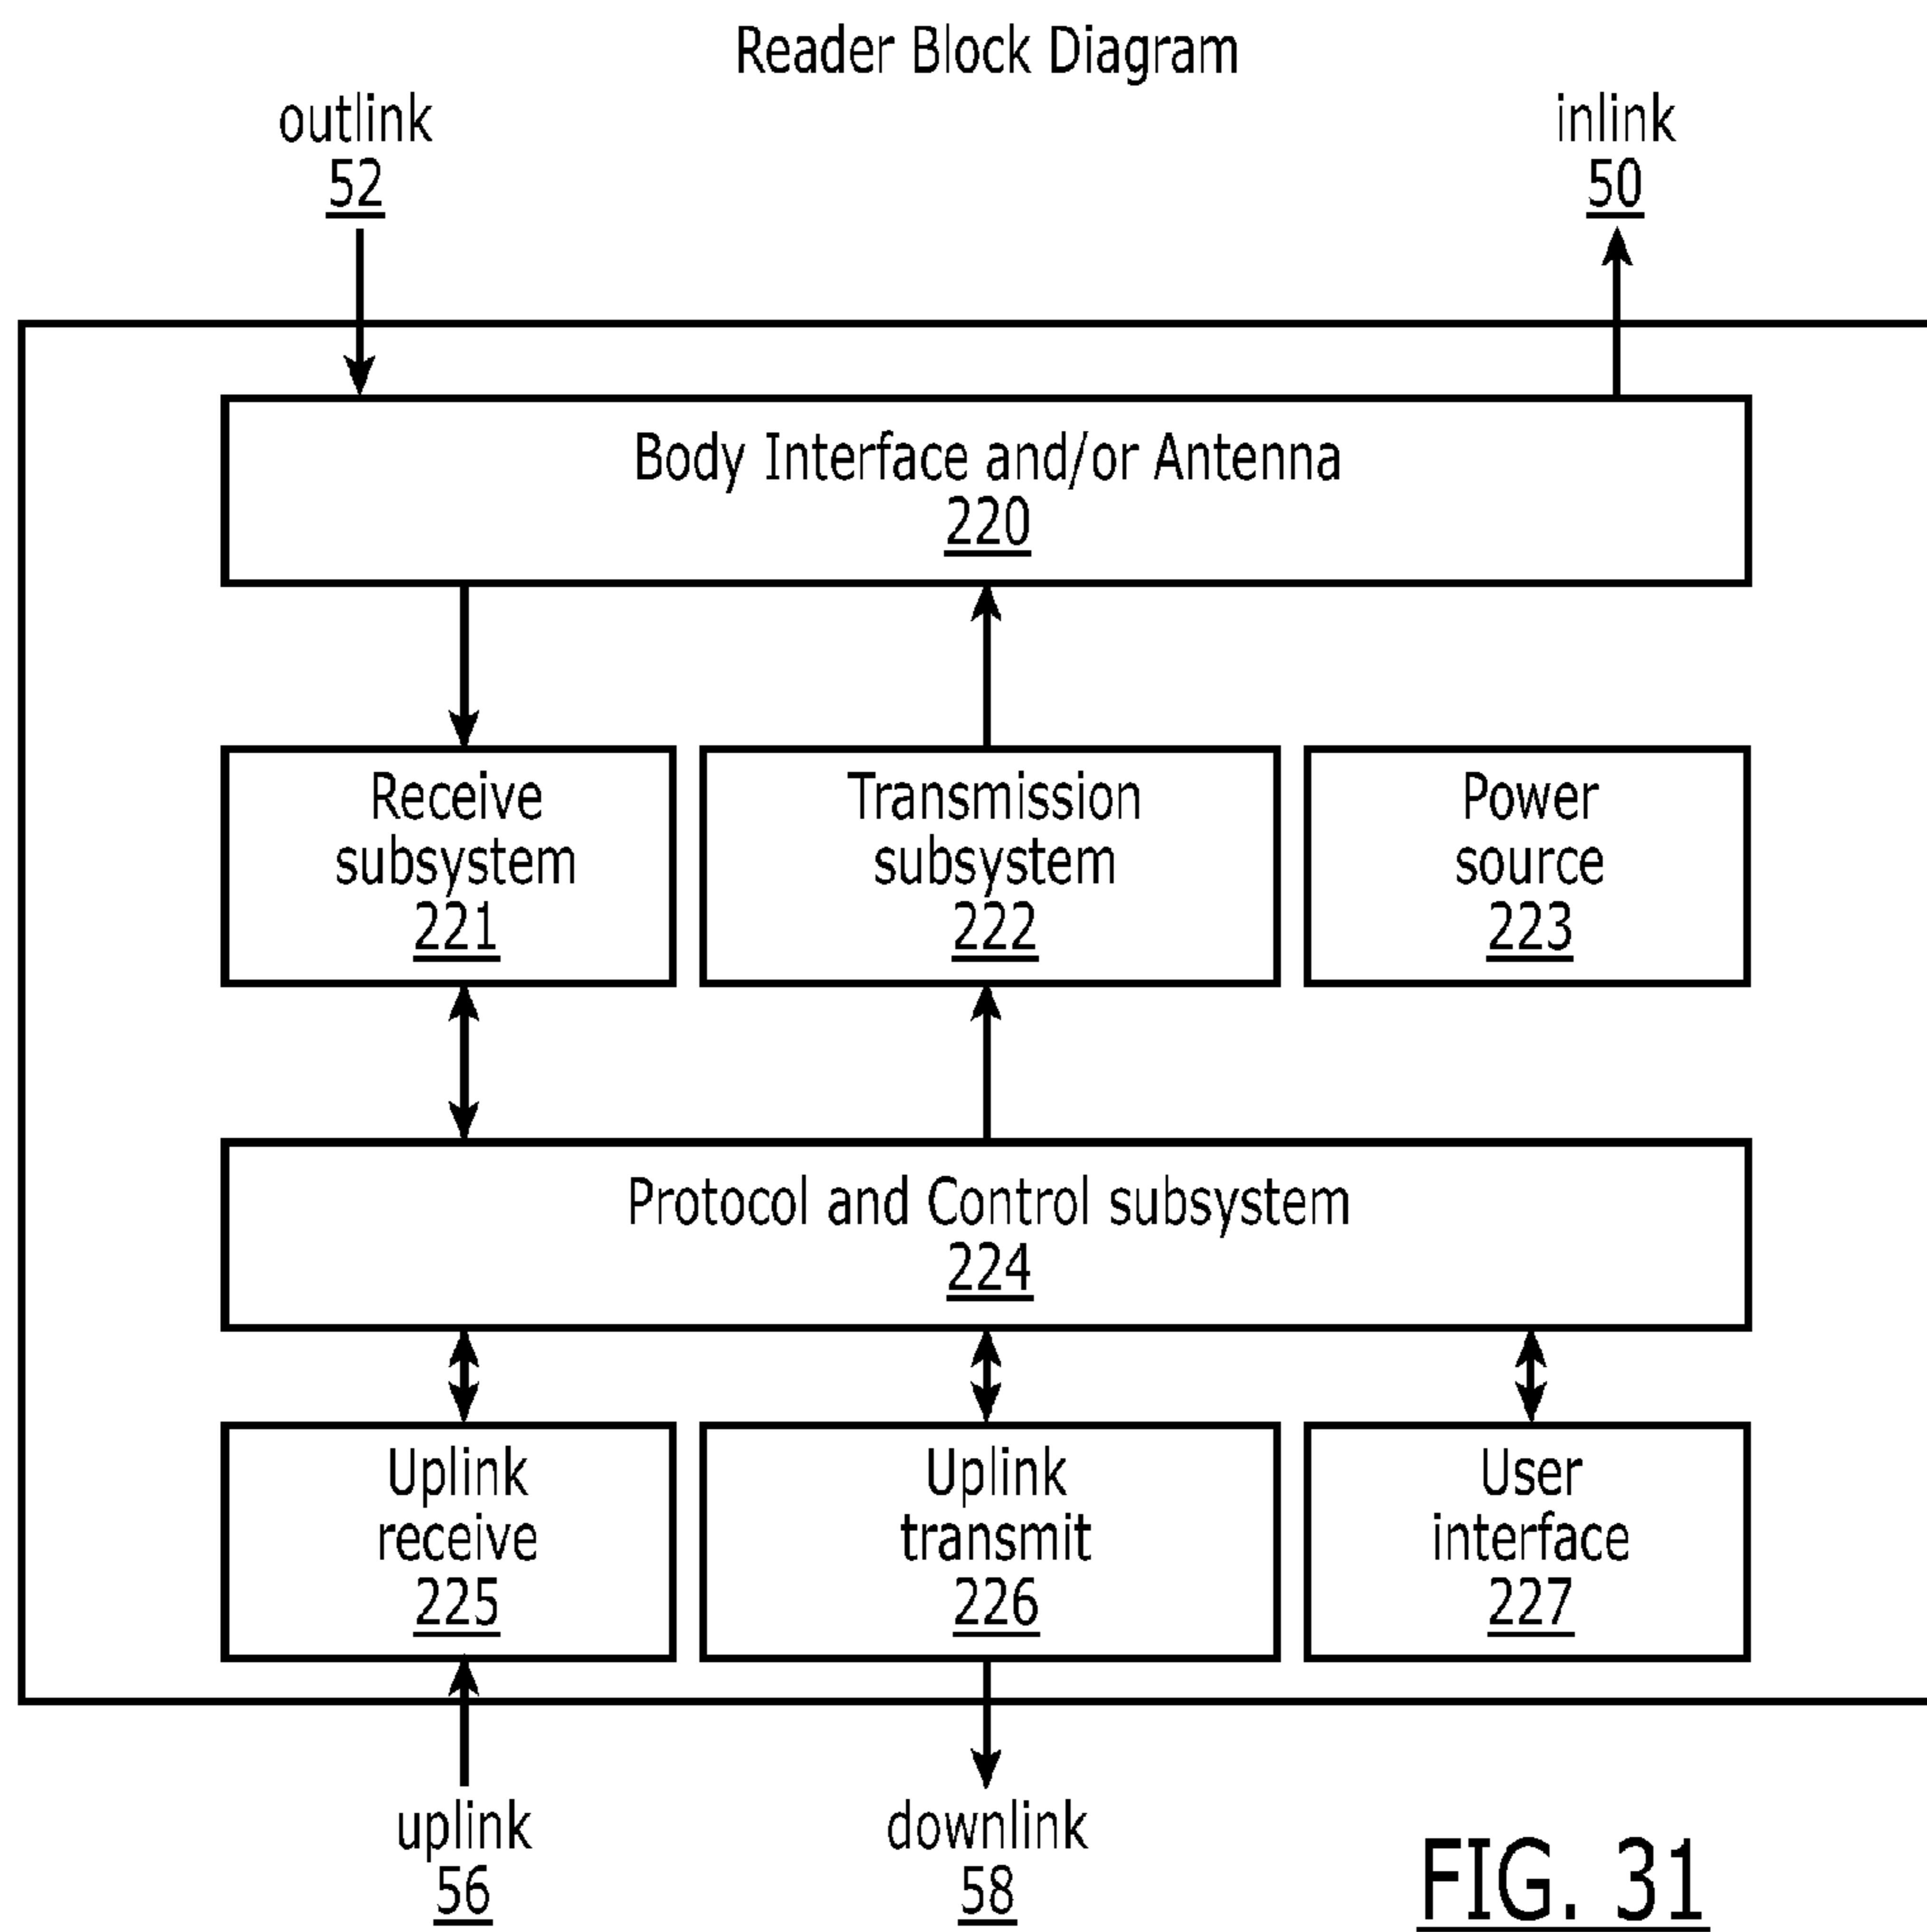 Reader Block Diagram
outlink
52
inlink
50
Body Interface and/or Antenna
220
Receive
subsystem
221
Transmission
subsystem
222
Power
source
223
Protocol and Control subsystem
224
Uplink
receive
225
Uplink
transmit
226
User
interface
227
uplink
56
downlink
58
FIG. 31